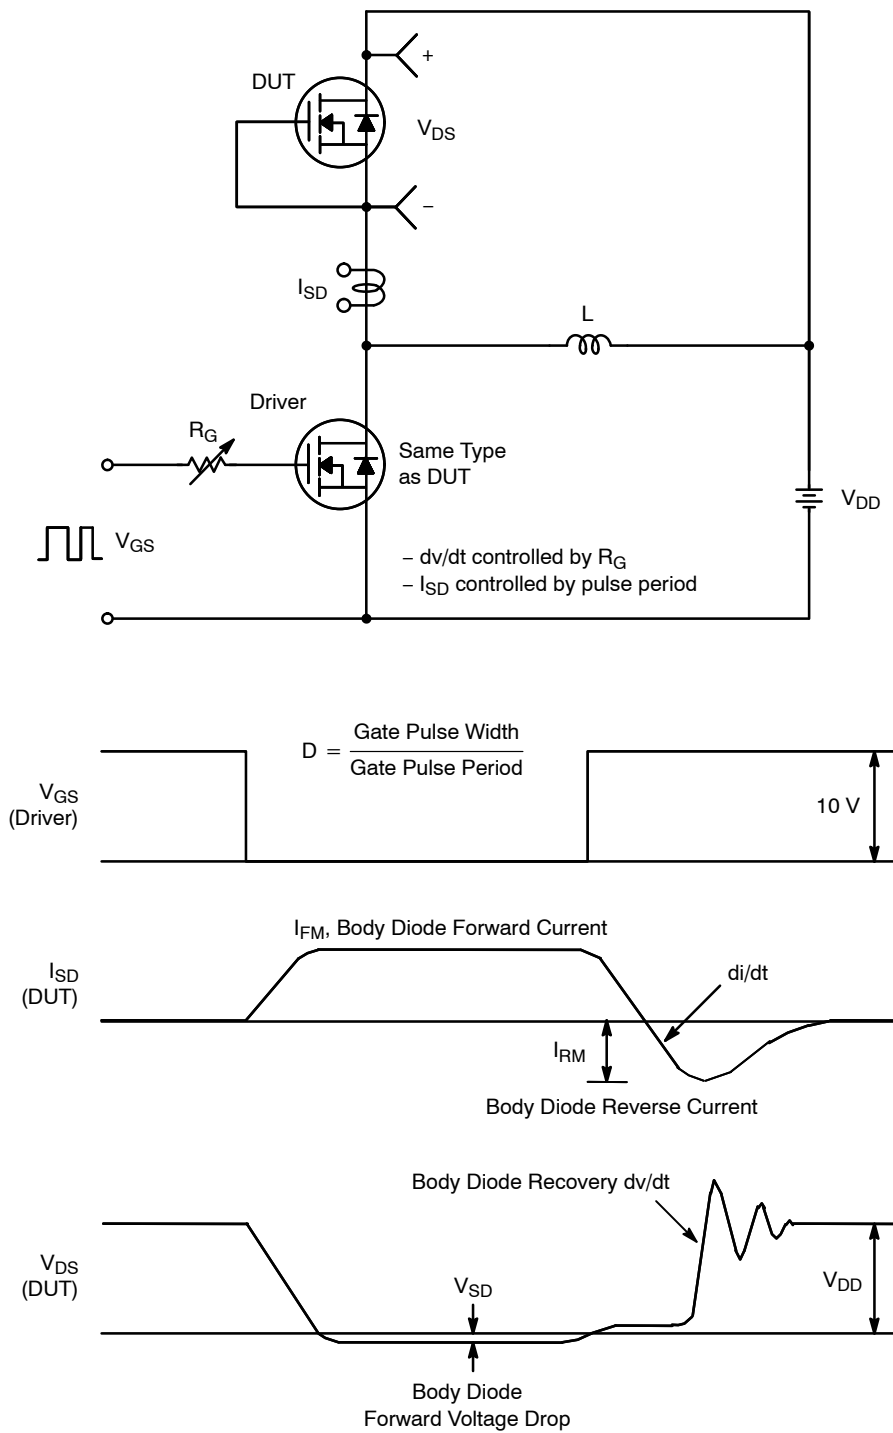 DUT
+
V_DS
−
I_SD
L
Driver
R_G
Same Type
as DUT
V_DD
V_GS
− dv/dt controlled by R_G
− I_SD controlled by pulse period
D = Gate Pulse Width
Gate Pulse Period
V_GS
(Driver)
10 V
I_FM, Body Diode Forward Current
I_SD
(DUT)
di/dt
I_RM
Body Diode Reverse Current
Body Diode Recovery dv/dt
V_DS
(DUT)
V_SD
V_DD
Body Diode
Forward Voltage Drop